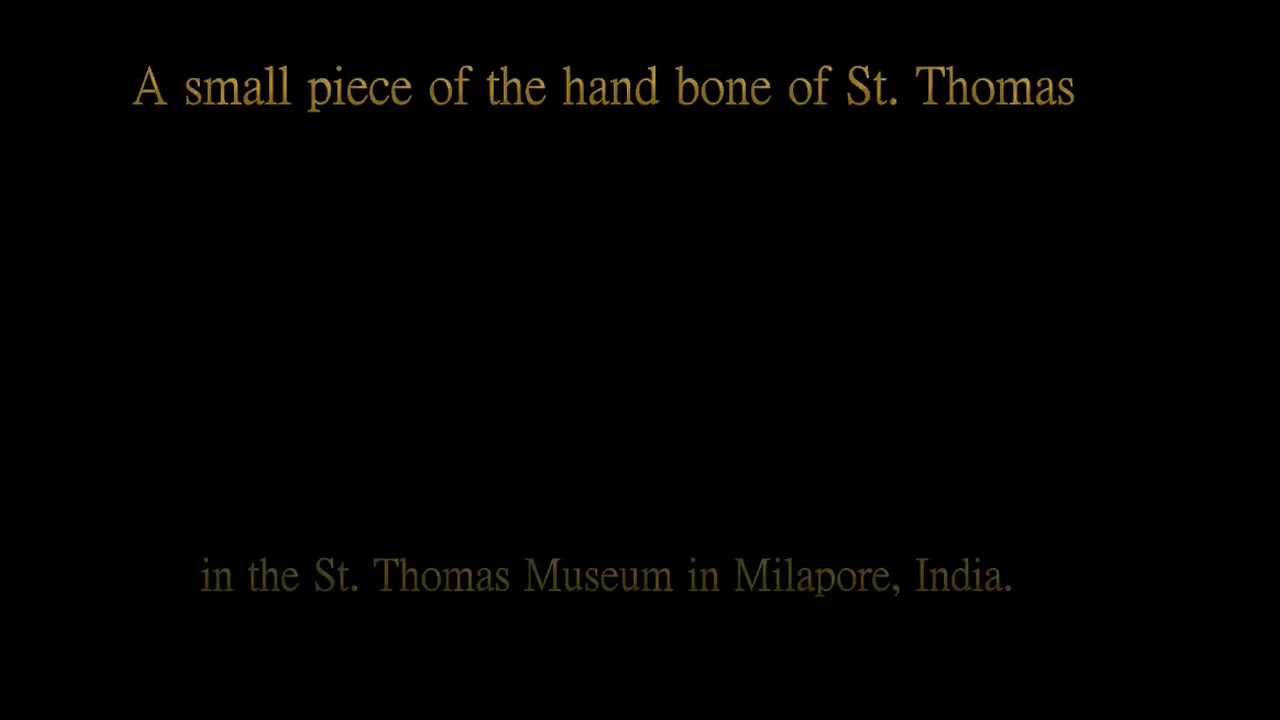 A small piece of the hand bone of St. Thomas
in the St. Thomas Museum in Milapore, India.